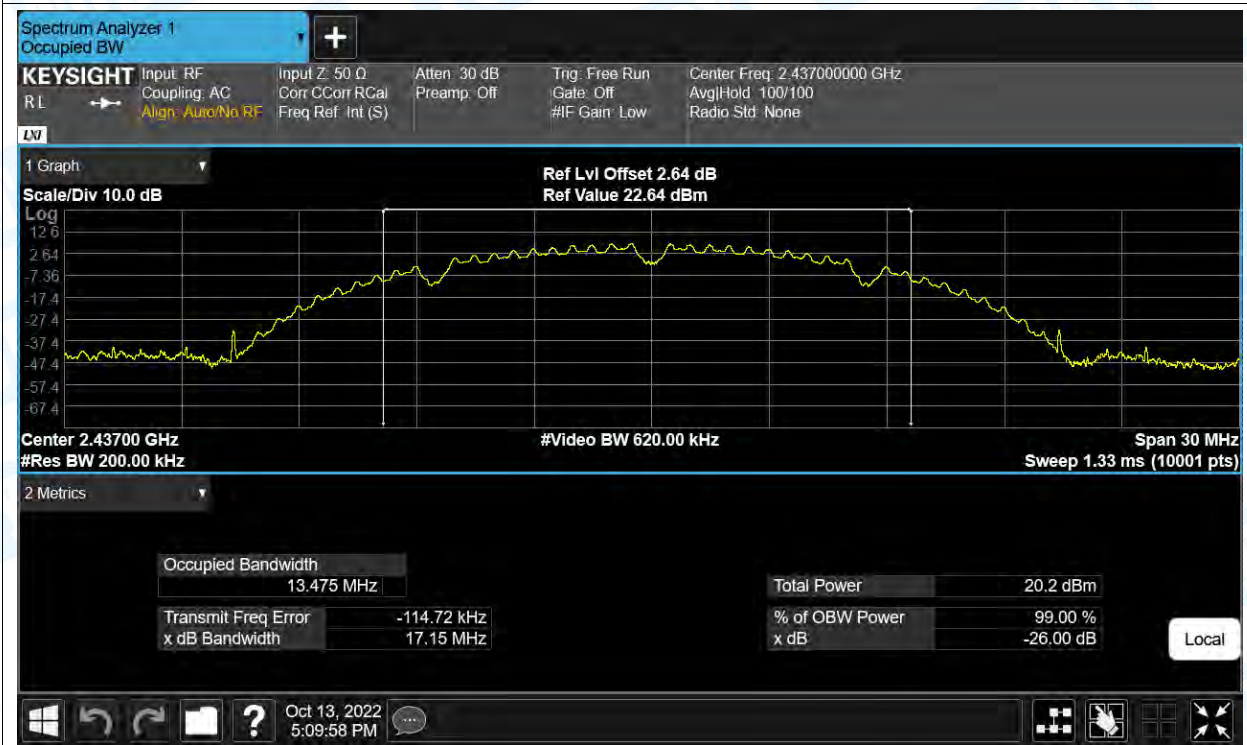 Spectrum Analyzer 1
Occupied BW
+
KEYSIGHT Input: RF Input Z: 50 Ω Atten: 30 dB Trig: Free Run Center Freq: 2.437000000 GHz
R L Coupling: AC Corr CCorr RCal Preamp: Off Gate: Off Avg|Hold: 100/100
Align: Auto/No RF Freq Ref: Int (S) #IF Gain: Low Radio Std: None
LXI
1 Graph
Ref Lvl Offset 2.64 dB
Scale/Div 10.0 dB Ref Value 22.64 dBm
Log
12.6
2.64
-7.36
-17.4
-27.4
-37.4
-47.4
-57.4
-67.4
Center 2.43700 GHz #Video BW 620.00 kHz Span 30 MHz
#Res BW 200.00 kHz Sweep 1.33 ms (10001 pts)
2 Metrics
Occupied Bandwidth
13.475 MHz Total Power 20.2 dBm
Transmit Freq Error -114.72 kHz % of OBW Power 99.00 %
x dB Bandwidth 17.15 MHz x dB -26.00 dB
Local
? Oct 13, 2022
5:09:58 PM